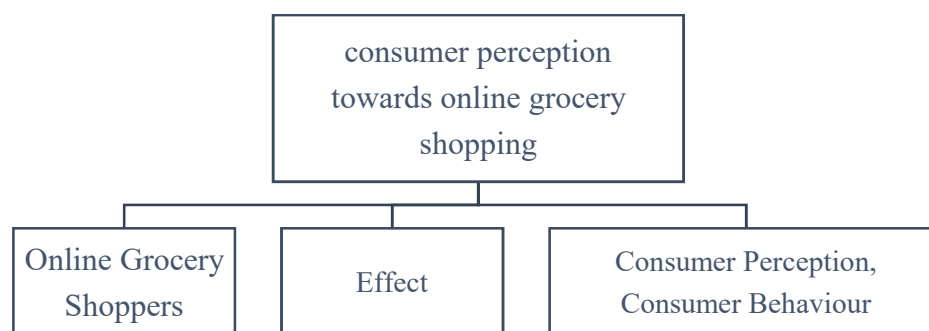 consumer perception
towards online grocery
shopping
Online Grocery
Shoppers
Effect
Consumer Perception,
Consumer Behaviour